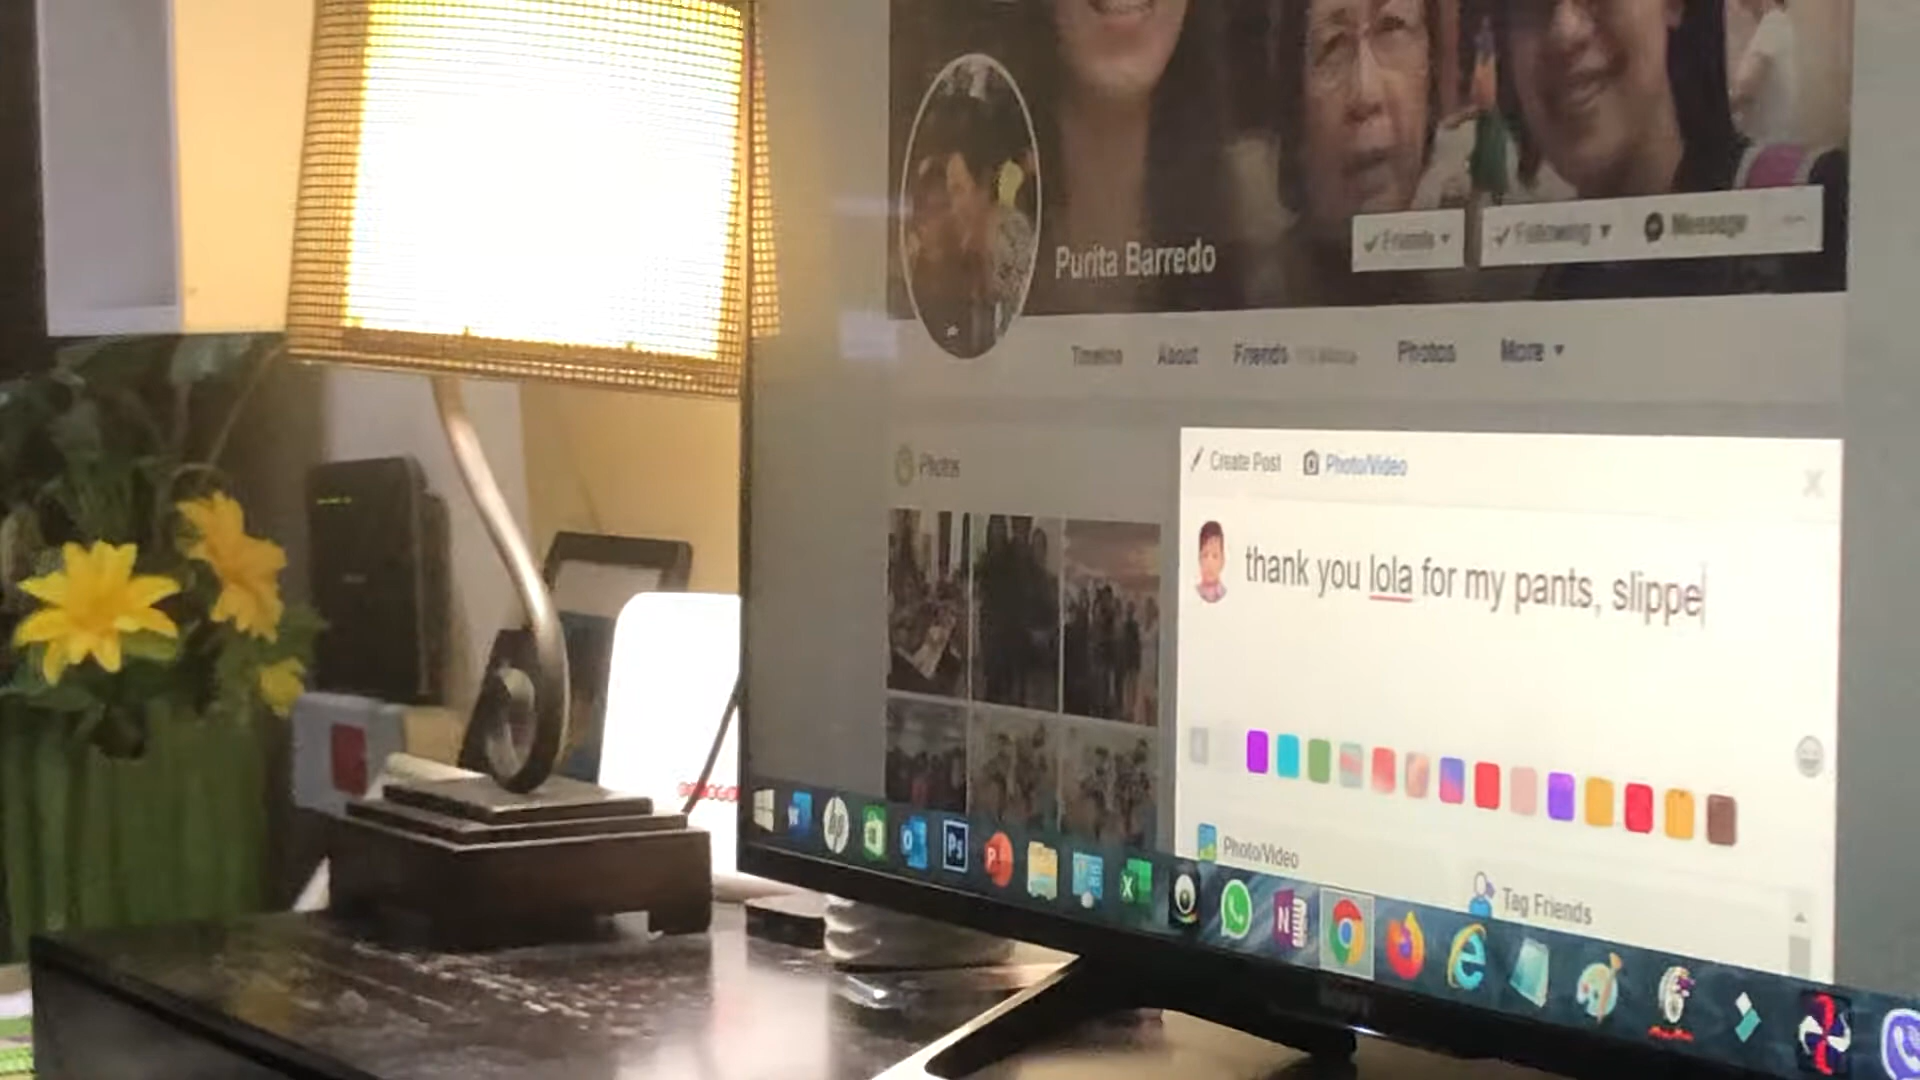 Purita Barredo
Friends
Following
Message
Timeline
About
Friends
Photos
More
Photos
Create Post
Photo/Video
thank you lola for my pants, slippe
Photo/Video
Tag Friends